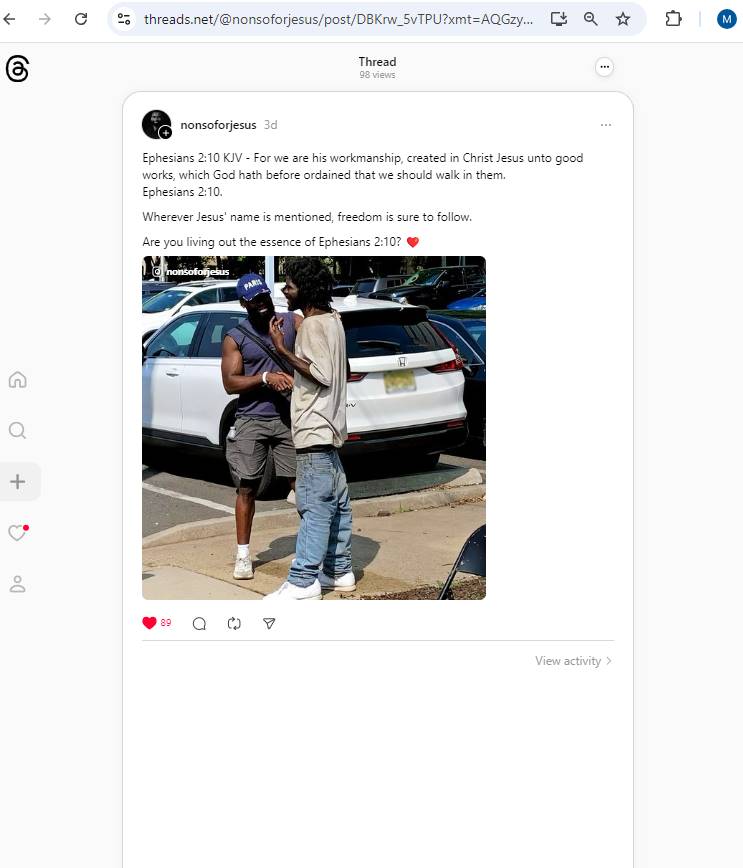 threads.net/@nonsoforjesus/post/DBKrw_5vTPU?xmt=AQGzy...
M
Thread
98 views
nonsoforjesus 3d
Ephesians 2:10 KJV - For we are his workmanship, created in Christ Jesus unto good
works, which God hath before ordained that we should walk in them.
Ephesians 2:10.
Wherever Jesus' name is mentioned, freedom is sure to follow.
Are you living out the essence of Ephesians 2:10? ❤️
nonsoforjesus
PARIS
89
View activity